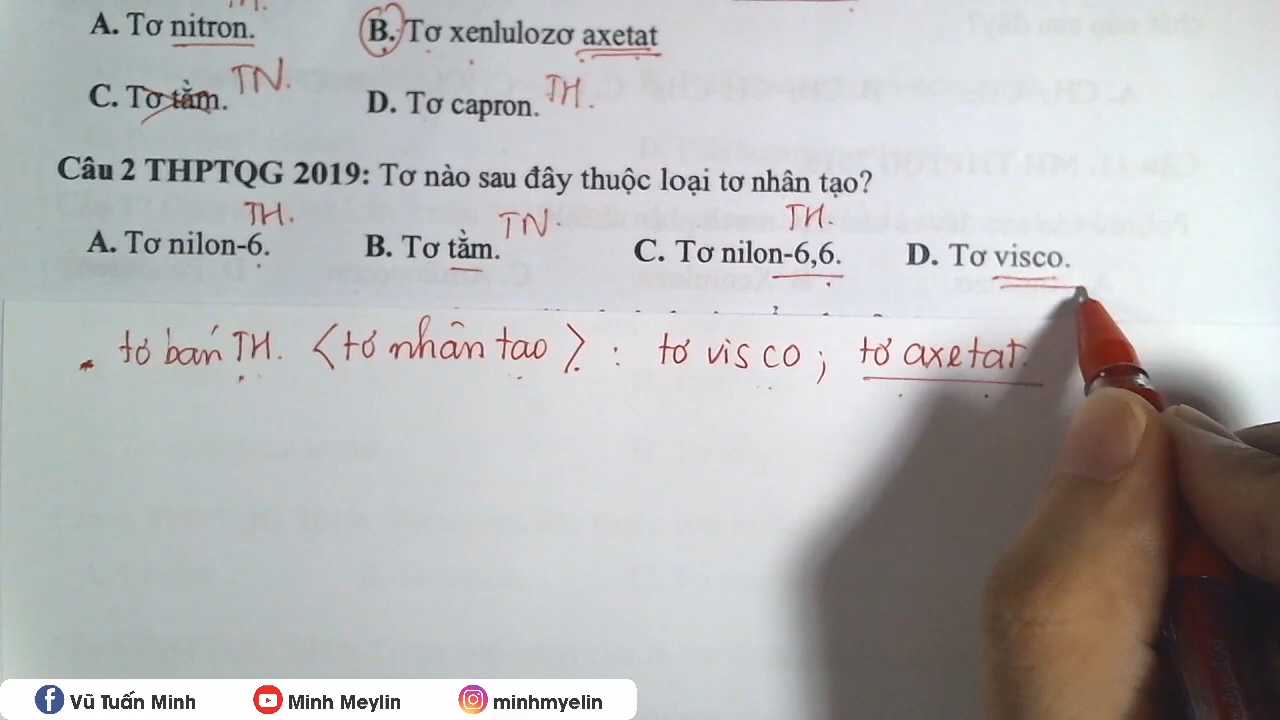 TH.
A. Tơ nitron. B. Tơ xenlulozơ axetat
C. Tơ tằm. TN. D. Tơ capron. TH.
Câu 2 THPTQG 2019: Tơ nào sau đây thuộc loại tơ nhân tạo?
TH. TN. TH.
A. Tơ nilon-6. B. Tơ tằm. C. Tơ nilon-6,6. D. Tơ visco.
* tơ bán TH. (tơ nhân tạo): tơ visco; tơ axetat.
Vũ Tuấn Minh Minh Meylin minhmyelin